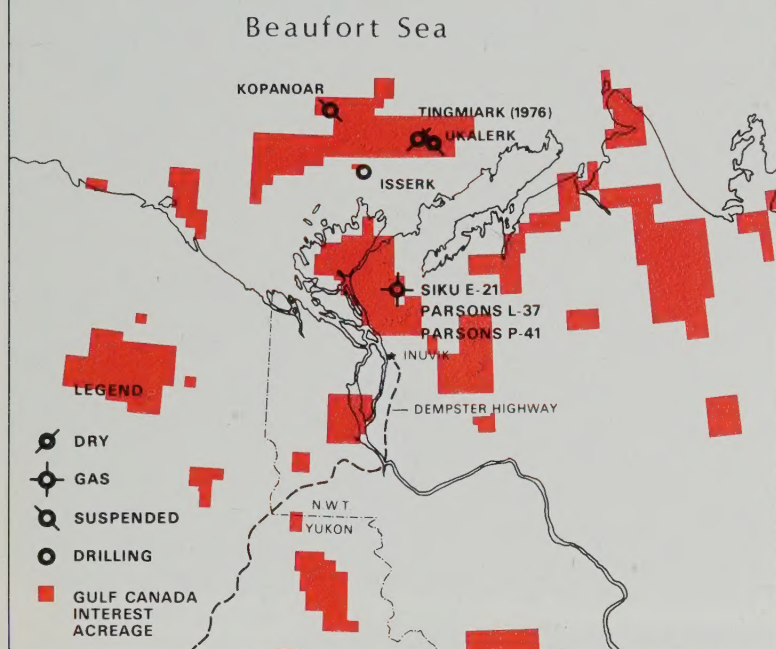 Beaufort Sea
KOPANOAR
TINGMIARK (1976)
UKALERK
ISSERK
SIKU E-21
PARSONS L-37
PARSONS P-41
INUVIK
DEMPSTER HIGHWAY
N.W.T.
YUKON
LEGEND
DRY
GAS
SUSPENDED
DRILLING
GULF CANADA
INTEREST
ACREAGE